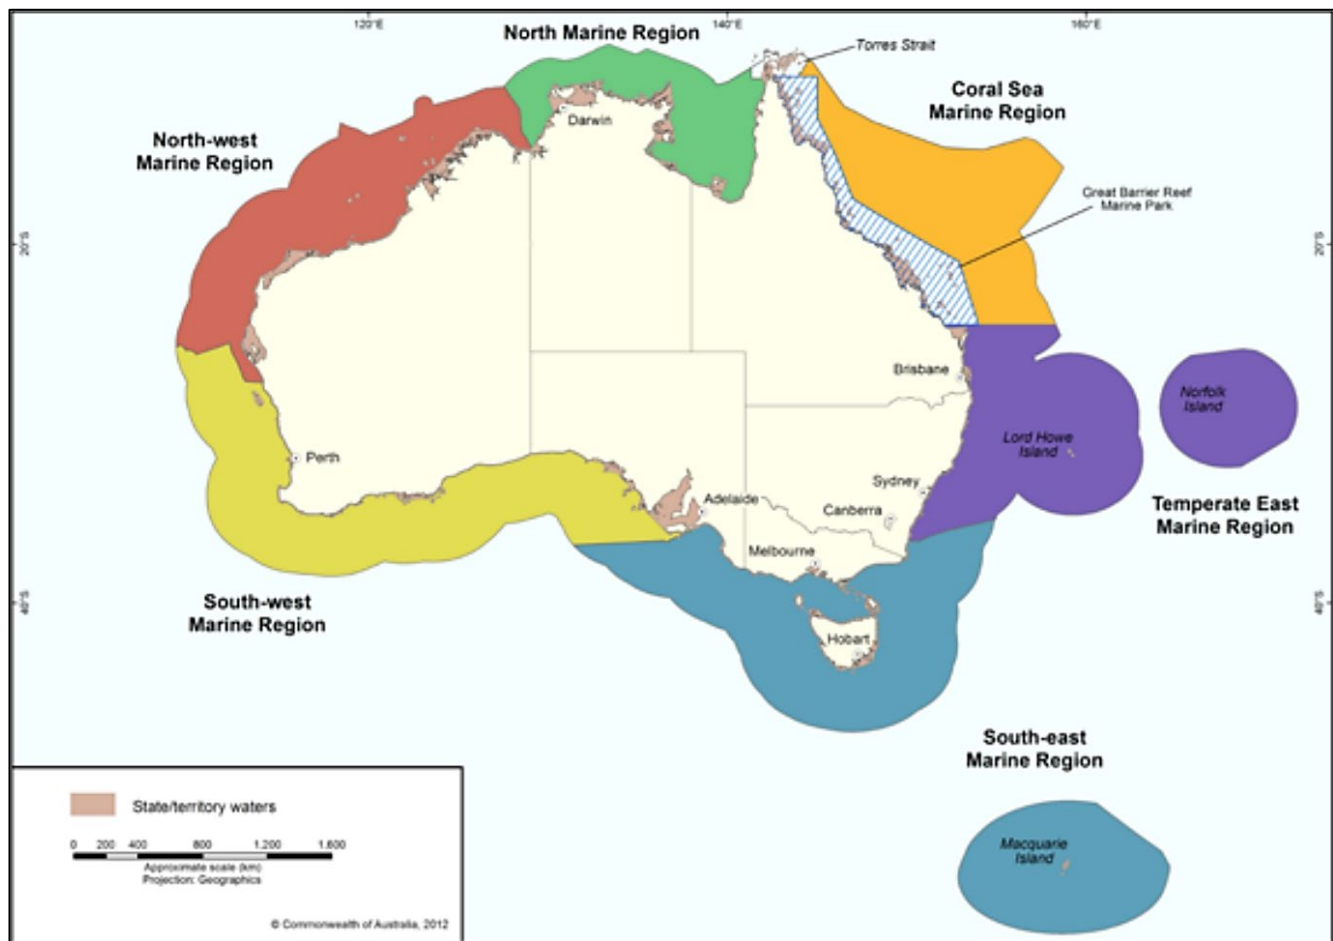 120°E
140°E
160°E
North Marine Region
Torres Strait
Coral Sea
Marine Region
Darwin
North-west
Marine Region
Great Barrier Reef
Marine Park
20°S
20°S
Brisbane
Norfolk
Island
Lord Howe
Island
Perth
Sydney
Adelaide
Canberra
Temperate East
Marine Region
Melbourne
40°S
40°S
South-west
Marine Region
Hobart
South-east
Marine Region
State/territory waters
0 200 400 800 1,200 1,600
Approximate scale (km)
Projection: Geographics
Macquarie
Island
© Commonwealth of Australia, 2012